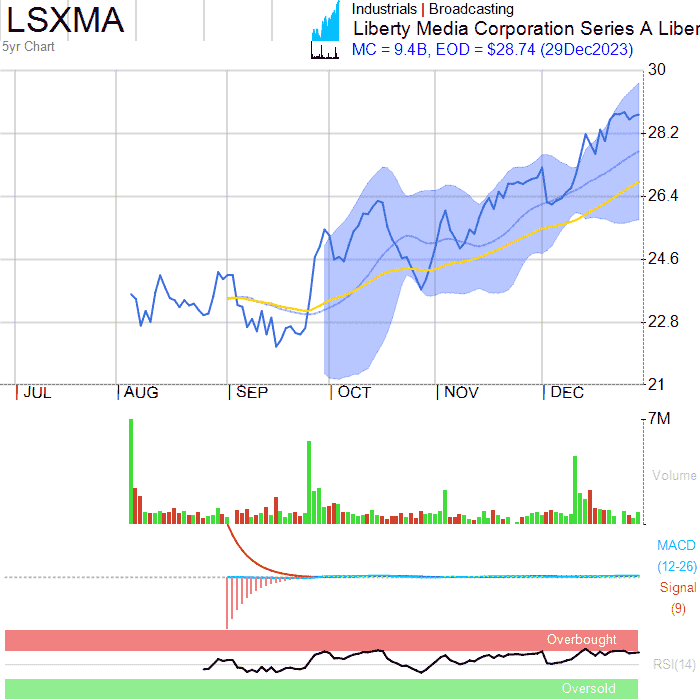 LSXMA
5yr Chart
Industrials | Broadcasting
Liberty Media Corporation Series A Liber
MC = 9.4B, EOD = $28.74 (29Dec2023)
30
28.2
26.4
24.6
22.8
21
JUL AUG SEP OCT NOV DEC
7M
Volume
MACD
(12-26)
Signal
(9)
Overbought
RSI(14)
Oversold